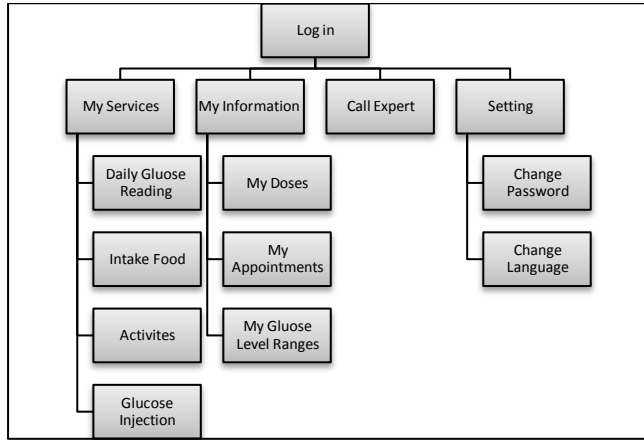 Log in
My Services
My Information
Call Expert
Setting
Daily Gluose
Reading
My Doses
Change
Password
Intake Food
My
Appointments
Change
Language
Activites
My Gluose
Level Ranges
Glucose
Injection